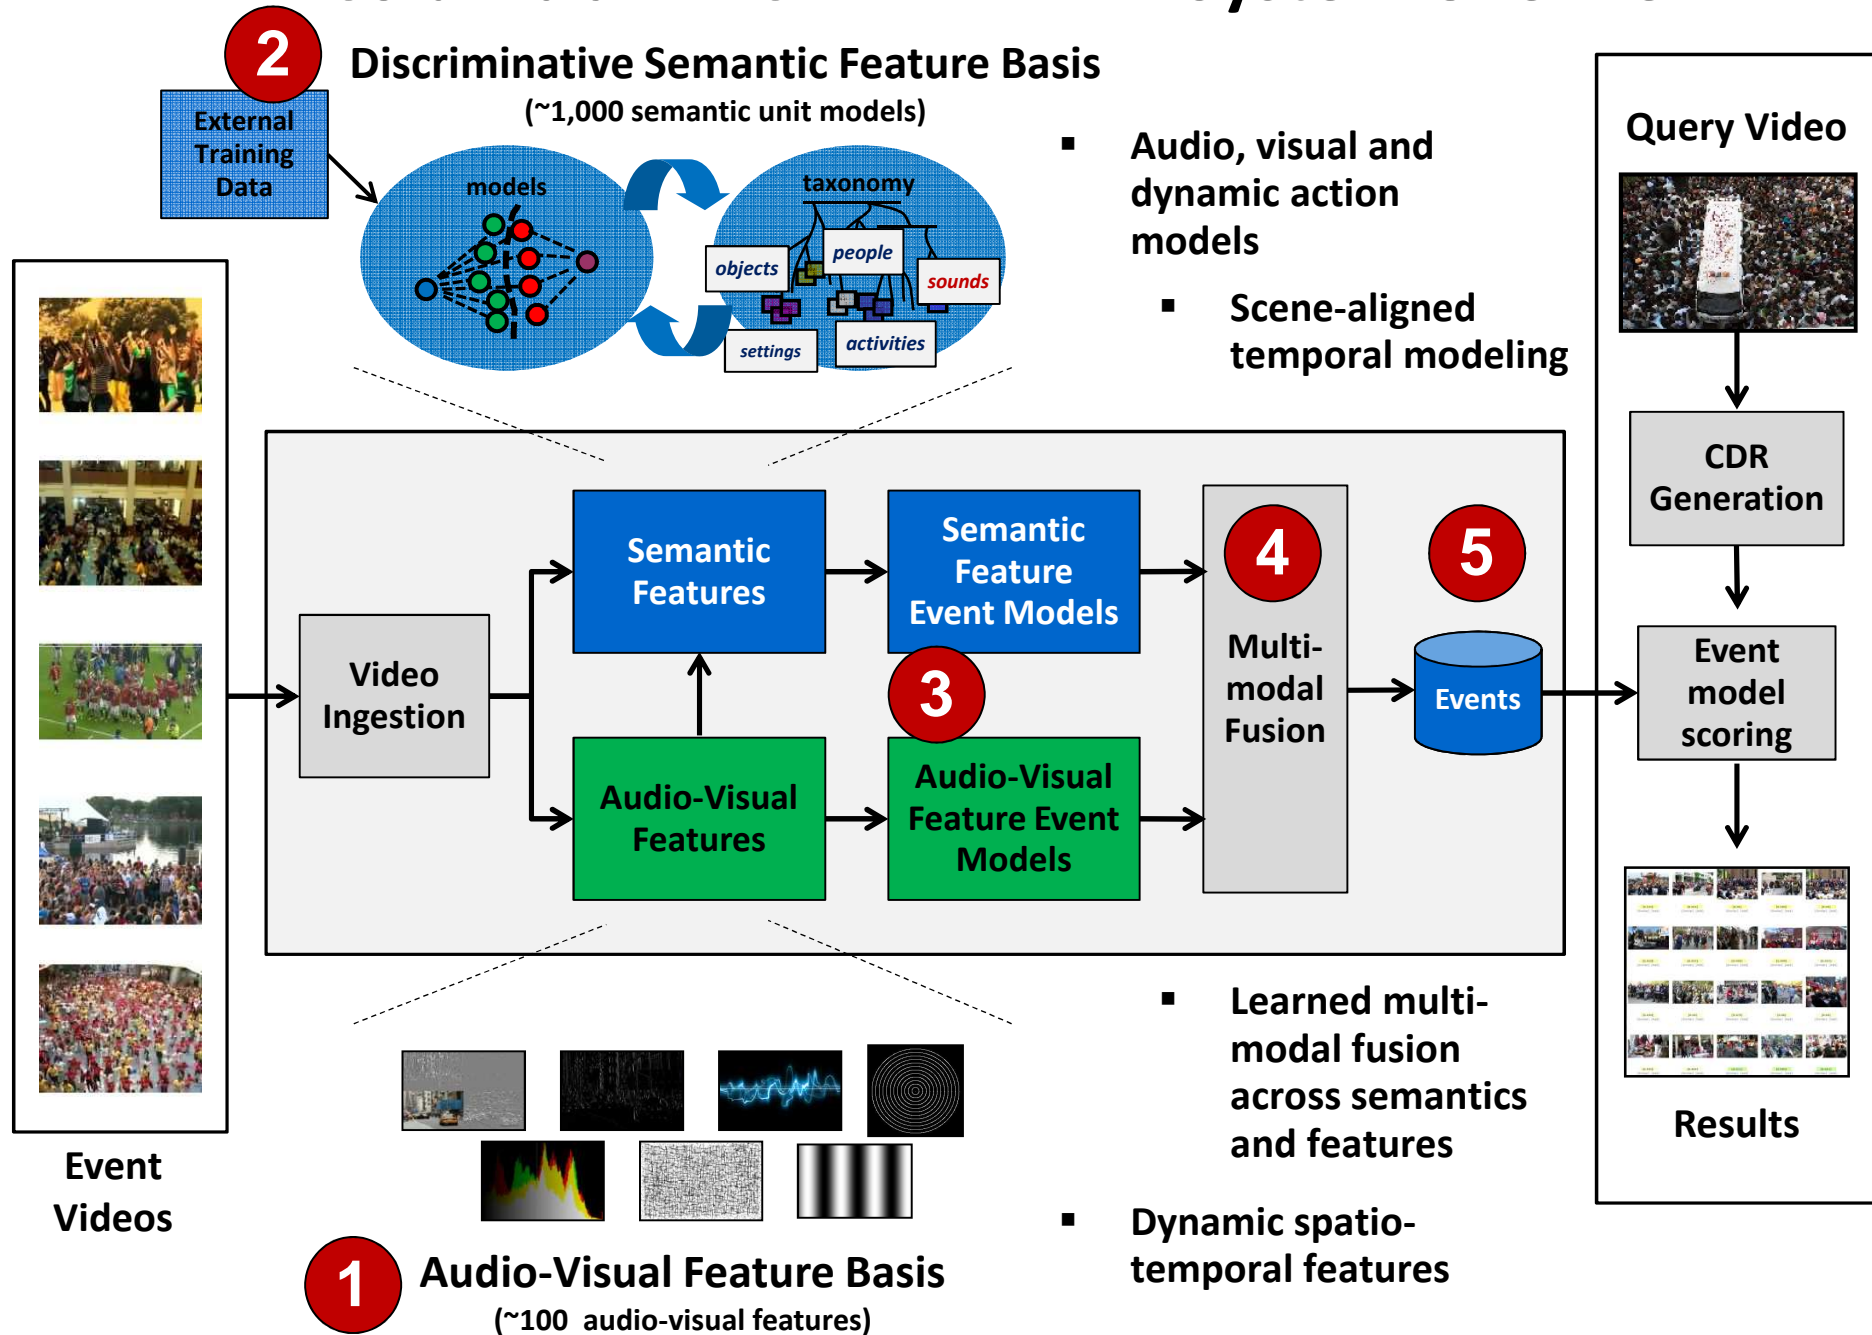 2
Discriminative Semantic Feature Basis
(~1,000 semantic unit models)
External
Training
Data
models
taxonomy
objects
people
sounds
settings
activities
▪ Audio, visual and
dynamic action
models
▪ Scene-aligned
temporal modeling
Query Video
CDR
Generation
Event
model
scoring
Results
Event
Videos
Video
Ingestion
Semantic
Features
Semantic
Feature
Event Models
3
Audio-Visual
Features
Audio-Visual
Feature Event
Models
4
Multi-
modal
Fusion
5
Events
▪ Learned multi-
modal fusion
across semantics
and features
▪ Dynamic spatio-
temporal features
1
Audio-Visual Feature Basis
(~100 audio-visual features)